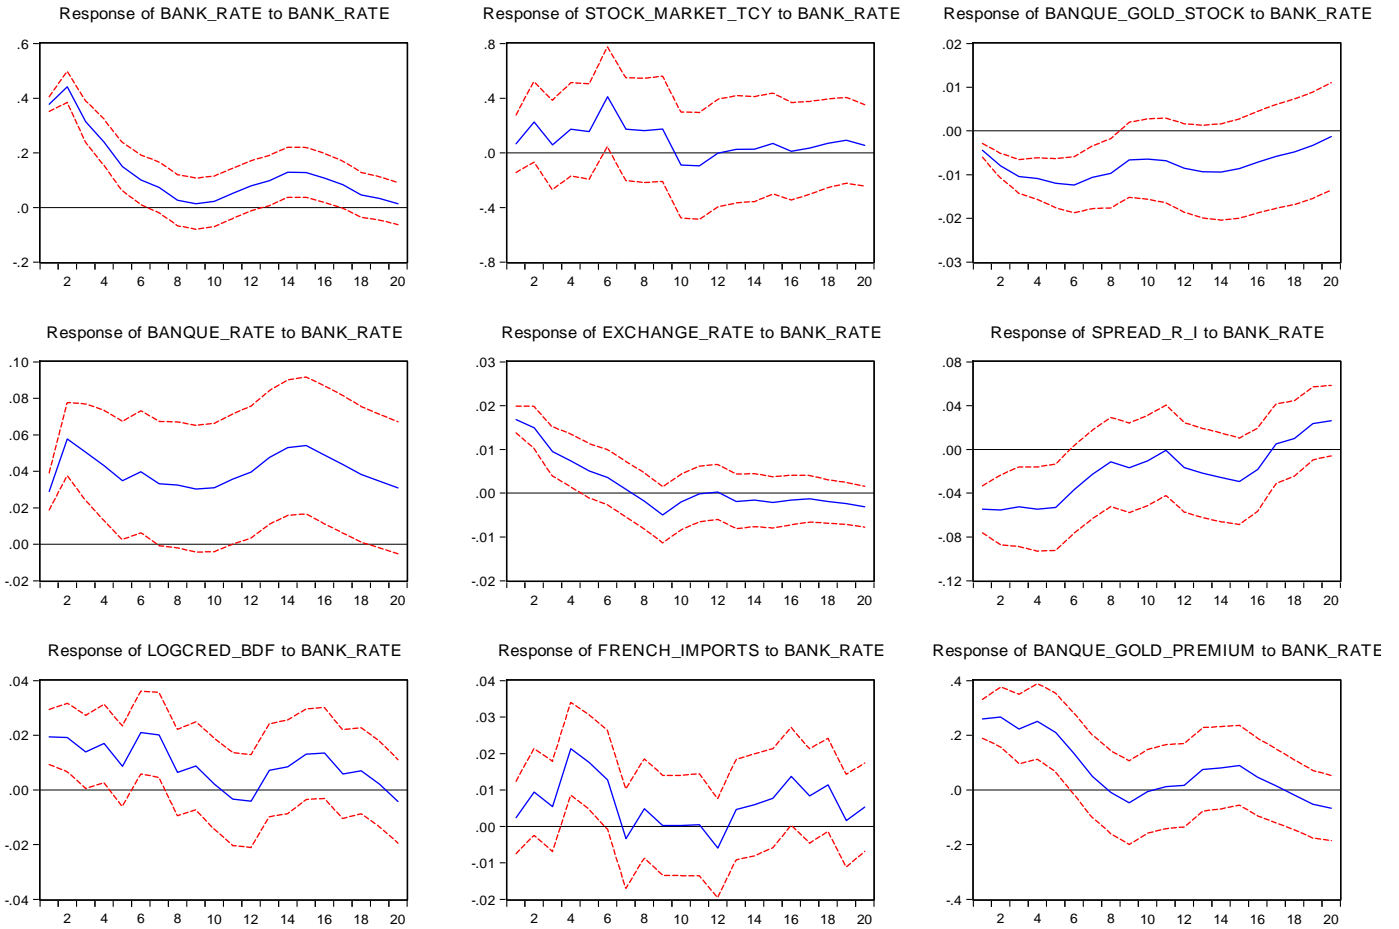 Response of BANK_RATE to BANK_RATE
.6
.4
.2
.0
-.2
2 4 6 8 10 12 14 16 18 20
Response of STOCK_MARKET_TCY to BANK_RATE
.8
.4
.0
-.4
-.8
2 4 6 8 10 12 14 16 18 20
Response of BANQUE_GOLD_STOCK to BANK_RATE
.02
.01
.00
-.01
-.02
-.03
2 4 6 8 10 12 14 16 18 20
Response of BANQUE_RATE to BANK_RATE
.10
.08
.06
.04
.02
.00
-.02
2 4 6 8 10 12 14 16 18 20
Response of EXCHANGE_RATE to BANK_RATE
.03
.02
.01
.00
-.01
-.02
2 4 6 8 10 12 14 16 18 20
Response of SPREAD_R_I to BANK_RATE
.08
.04
.00
-.04
-.08
-.12
2 4 6 8 10 12 14 16 18 20
Response of LOGCRED_BDF to BANK_RATE
.04
.02
.00
-.02
-.04
2 4 6 8 10 12 14 16 18 20
Response of FRENCH_IMPORTS to BANK_RATE
.04
.03
.02
.01
.00
-.01
-.02
2 4 6 8 10 12 14 16 18 20
Response of BANQUE_GOLD_PREMIUM to BANK_RATE
.4
.2
.0
-.2
-.4
2 4 6 8 10 12 14 16 18 20